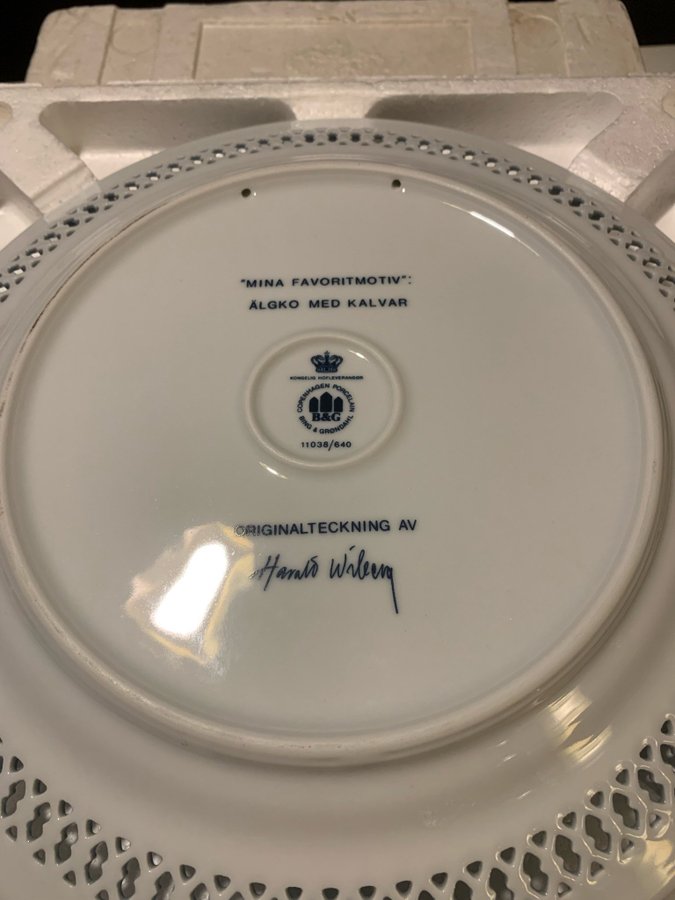 "MINA FAVORITMOTIV":
ÄLGKO MED KALVAR
KONGELIG HOFLEVERANDØR
COPENHAGEN PORCELAIN
B&G
BING & GRØNDAHL
11038/640
ORIGINALTECKNING AV
Harald Wiberg